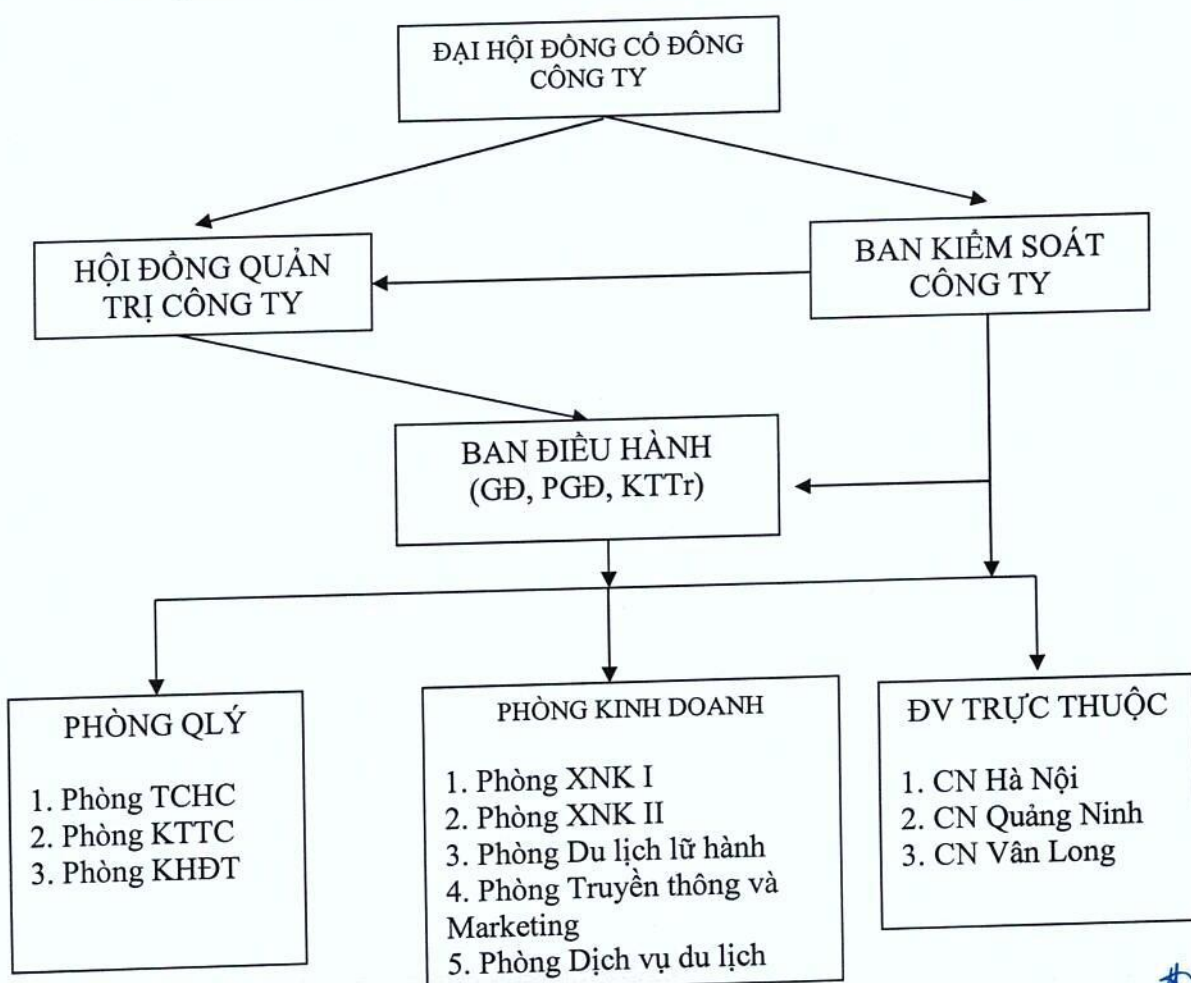 ĐẠI HỘI ĐỒNG CỔ ĐÔNG
CÔNG TY
HỘI ĐỒNG QUẢN
TRỊ CÔNG TY
BAN KIỂM SOÁT
CÔNG TY
BAN ĐIỀU HÀNH
(GĐ, PGĐ, KTTr)
PHÒNG QLÝ
1. Phòng TCHC
2. Phòng KTTC
3. Phòng KHĐT
PHÒNG KINH DOANH
1. Phòng XNK I
2. Phòng XNK II
3. Phòng Du lịch lữ hành
4. Phòng Truyền thông và
Marketing
5. Phòng Dịch vụ du lịch
ĐV TRỰC THUỘC
1. CN Hà Nội
2. CN Quảng Ninh
3. CN Vân Long